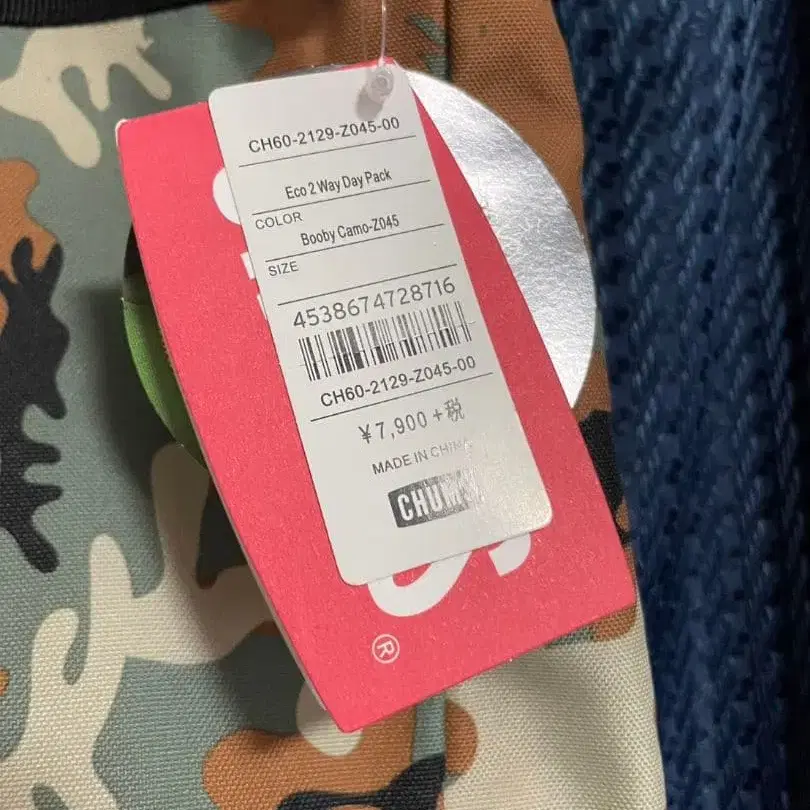 CH60-2129-Z045-00
Eco 2 Way Day Pack
COLOR
Booby Camo-Z045
SIZE
4538674728716
CH60-2129-Z045-00
¥7,900+税
MADE IN CHINA
CHUMS
®